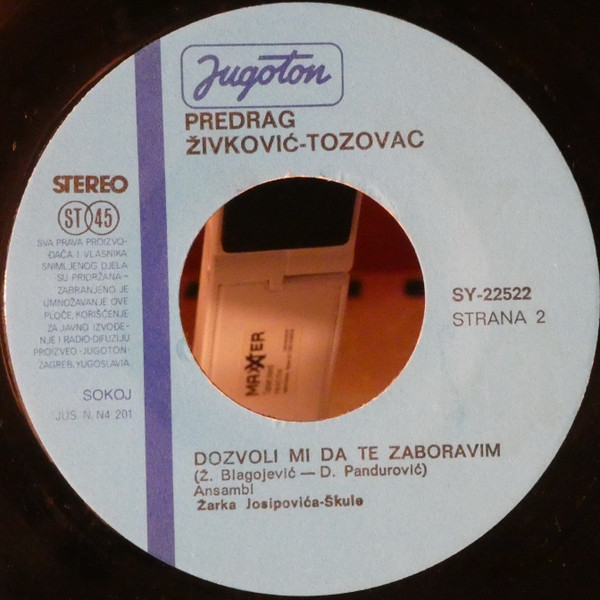 Jugoton
PREDRAG
ŽIVKOVIĆ-TOZOVAC
STEREO
ST 45
SVA PRAVA PROIZVO-
ĐAČA I VLASNIKA
SNIMLJENOG DJELA
SU PRIDRŽANA—
ZABRANJENO JE
UMNOŽAVANJE OVE
PLOČE, KORIŠĆENJE
ZA JAVNO IZVOĐE-
NJE I RADIO-DIFUZIJU
PROIZVEO -JUGOTON-
ZAGREB, YUGOSLAVIA
SOKOJ
JUS. N. N4 201
SY-22522
STRANA 2
MAXXTER
DOZVOLI MI DA TE ZABORAVIM
(Ž. Blagojević — D. Pandurović)
Ansambl
Žarka Josipovića-Škule